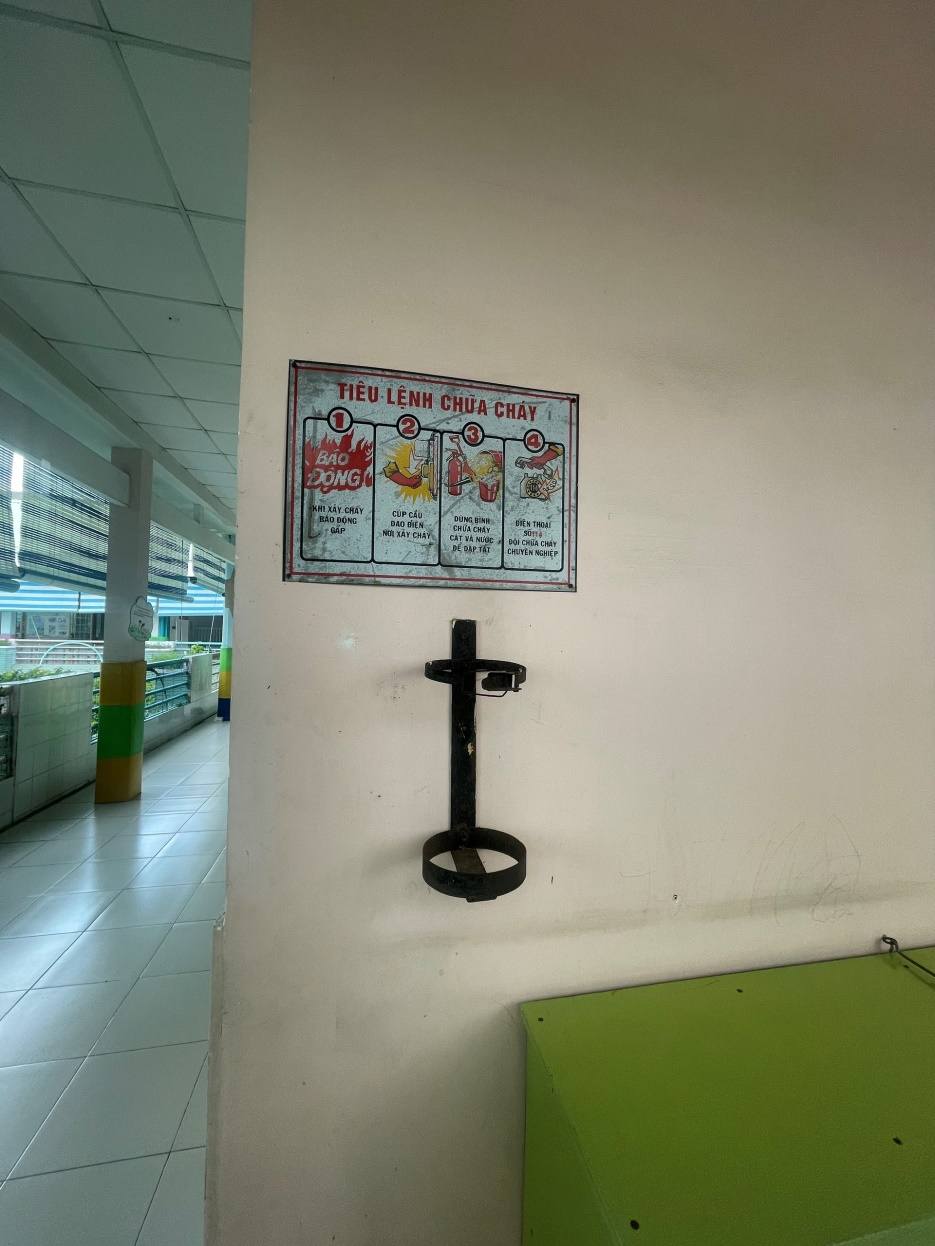 TIÊU LỆNH CHỮA CHÁY
1
BÁO
ĐỘNG
KHI XẢY CHÁY
BÁO ĐỘNG
GẤP
2
CÚP CẦU
DAO ĐIỆN
NƠI XẢY CHÁY
3
DÙNG BÌNH
CHỮA CHÁY
CÁT VÀ NƯỚC
ĐỂ DẬP TẮT
4
ĐIỆN THOẠI
SỐ 114
ĐỘI CHỮA CHÁY
CHUYÊN NGHIỆP